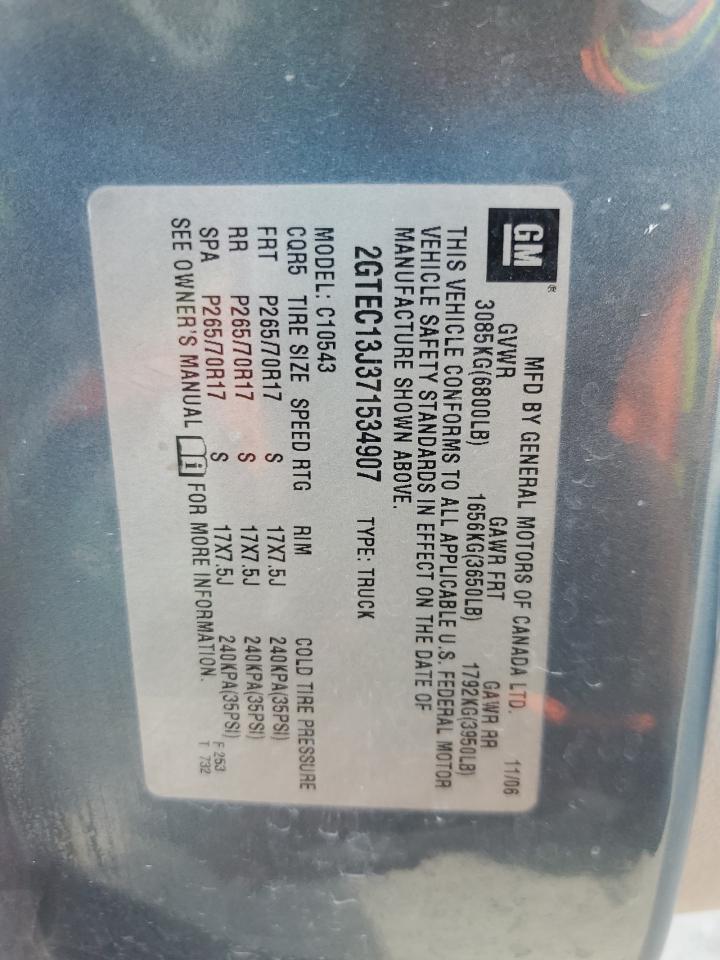 GM®
MFD BY GENERAL MOTORS OF CANADA LTD. 11/06
GVWR GAWR FRT GAWR RR
3085KG(6800LB) 1656KG(3650LB) 1792KG(3950LB)
THIS VEHICLE CONFORMS TO ALL APPLICABLE U.S. FEDERAL MOTOR
VEHICLE SAFETY STANDARDS IN EFFECT ON THE DATE OF
MANUFACTURE SHOWN ABOVE.
2GTEC13J371534907 TYPE: TRUCK
MODEL: C10543
CQR5 TIRE SIZE SPEED RTG RIM COLD TIRE PRESSURE
FRT P265/70R17 S 17X7.5J 240KPA(35PSI)
RR P265/70R17 S 17X7.5J 240KPA(35PSI)
SPA P265/70R17 S 17X7.5J 240KPA(35PSI)
SEE OWNER'S MANUAL i FOR MORE INFORMATION.
F 253
T 732